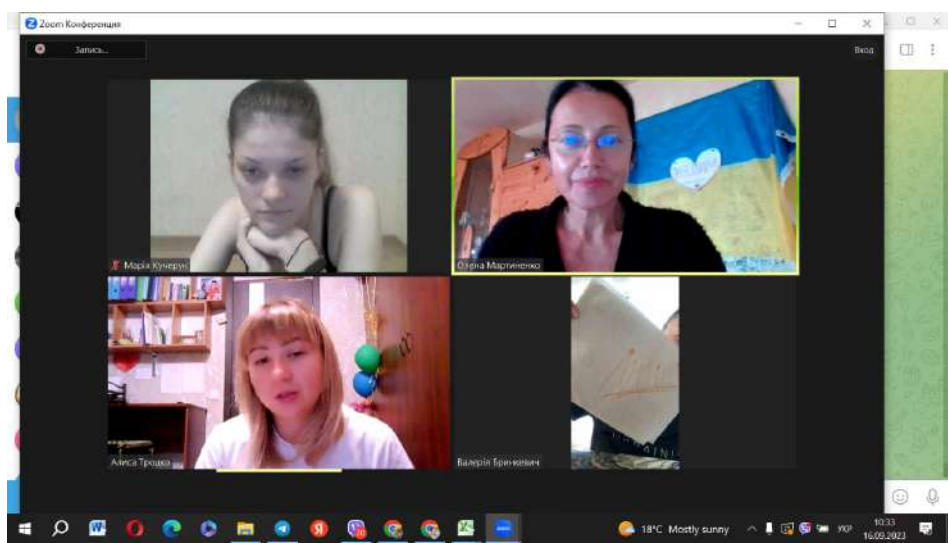 Zoom Конференция
Запись...
Вход
Марія Кучерук
Олена Мартиненко
Алиса Троцко
Валерія Бринкевич
18°C Mostly sunny
УКР
10:33
16.09.2023